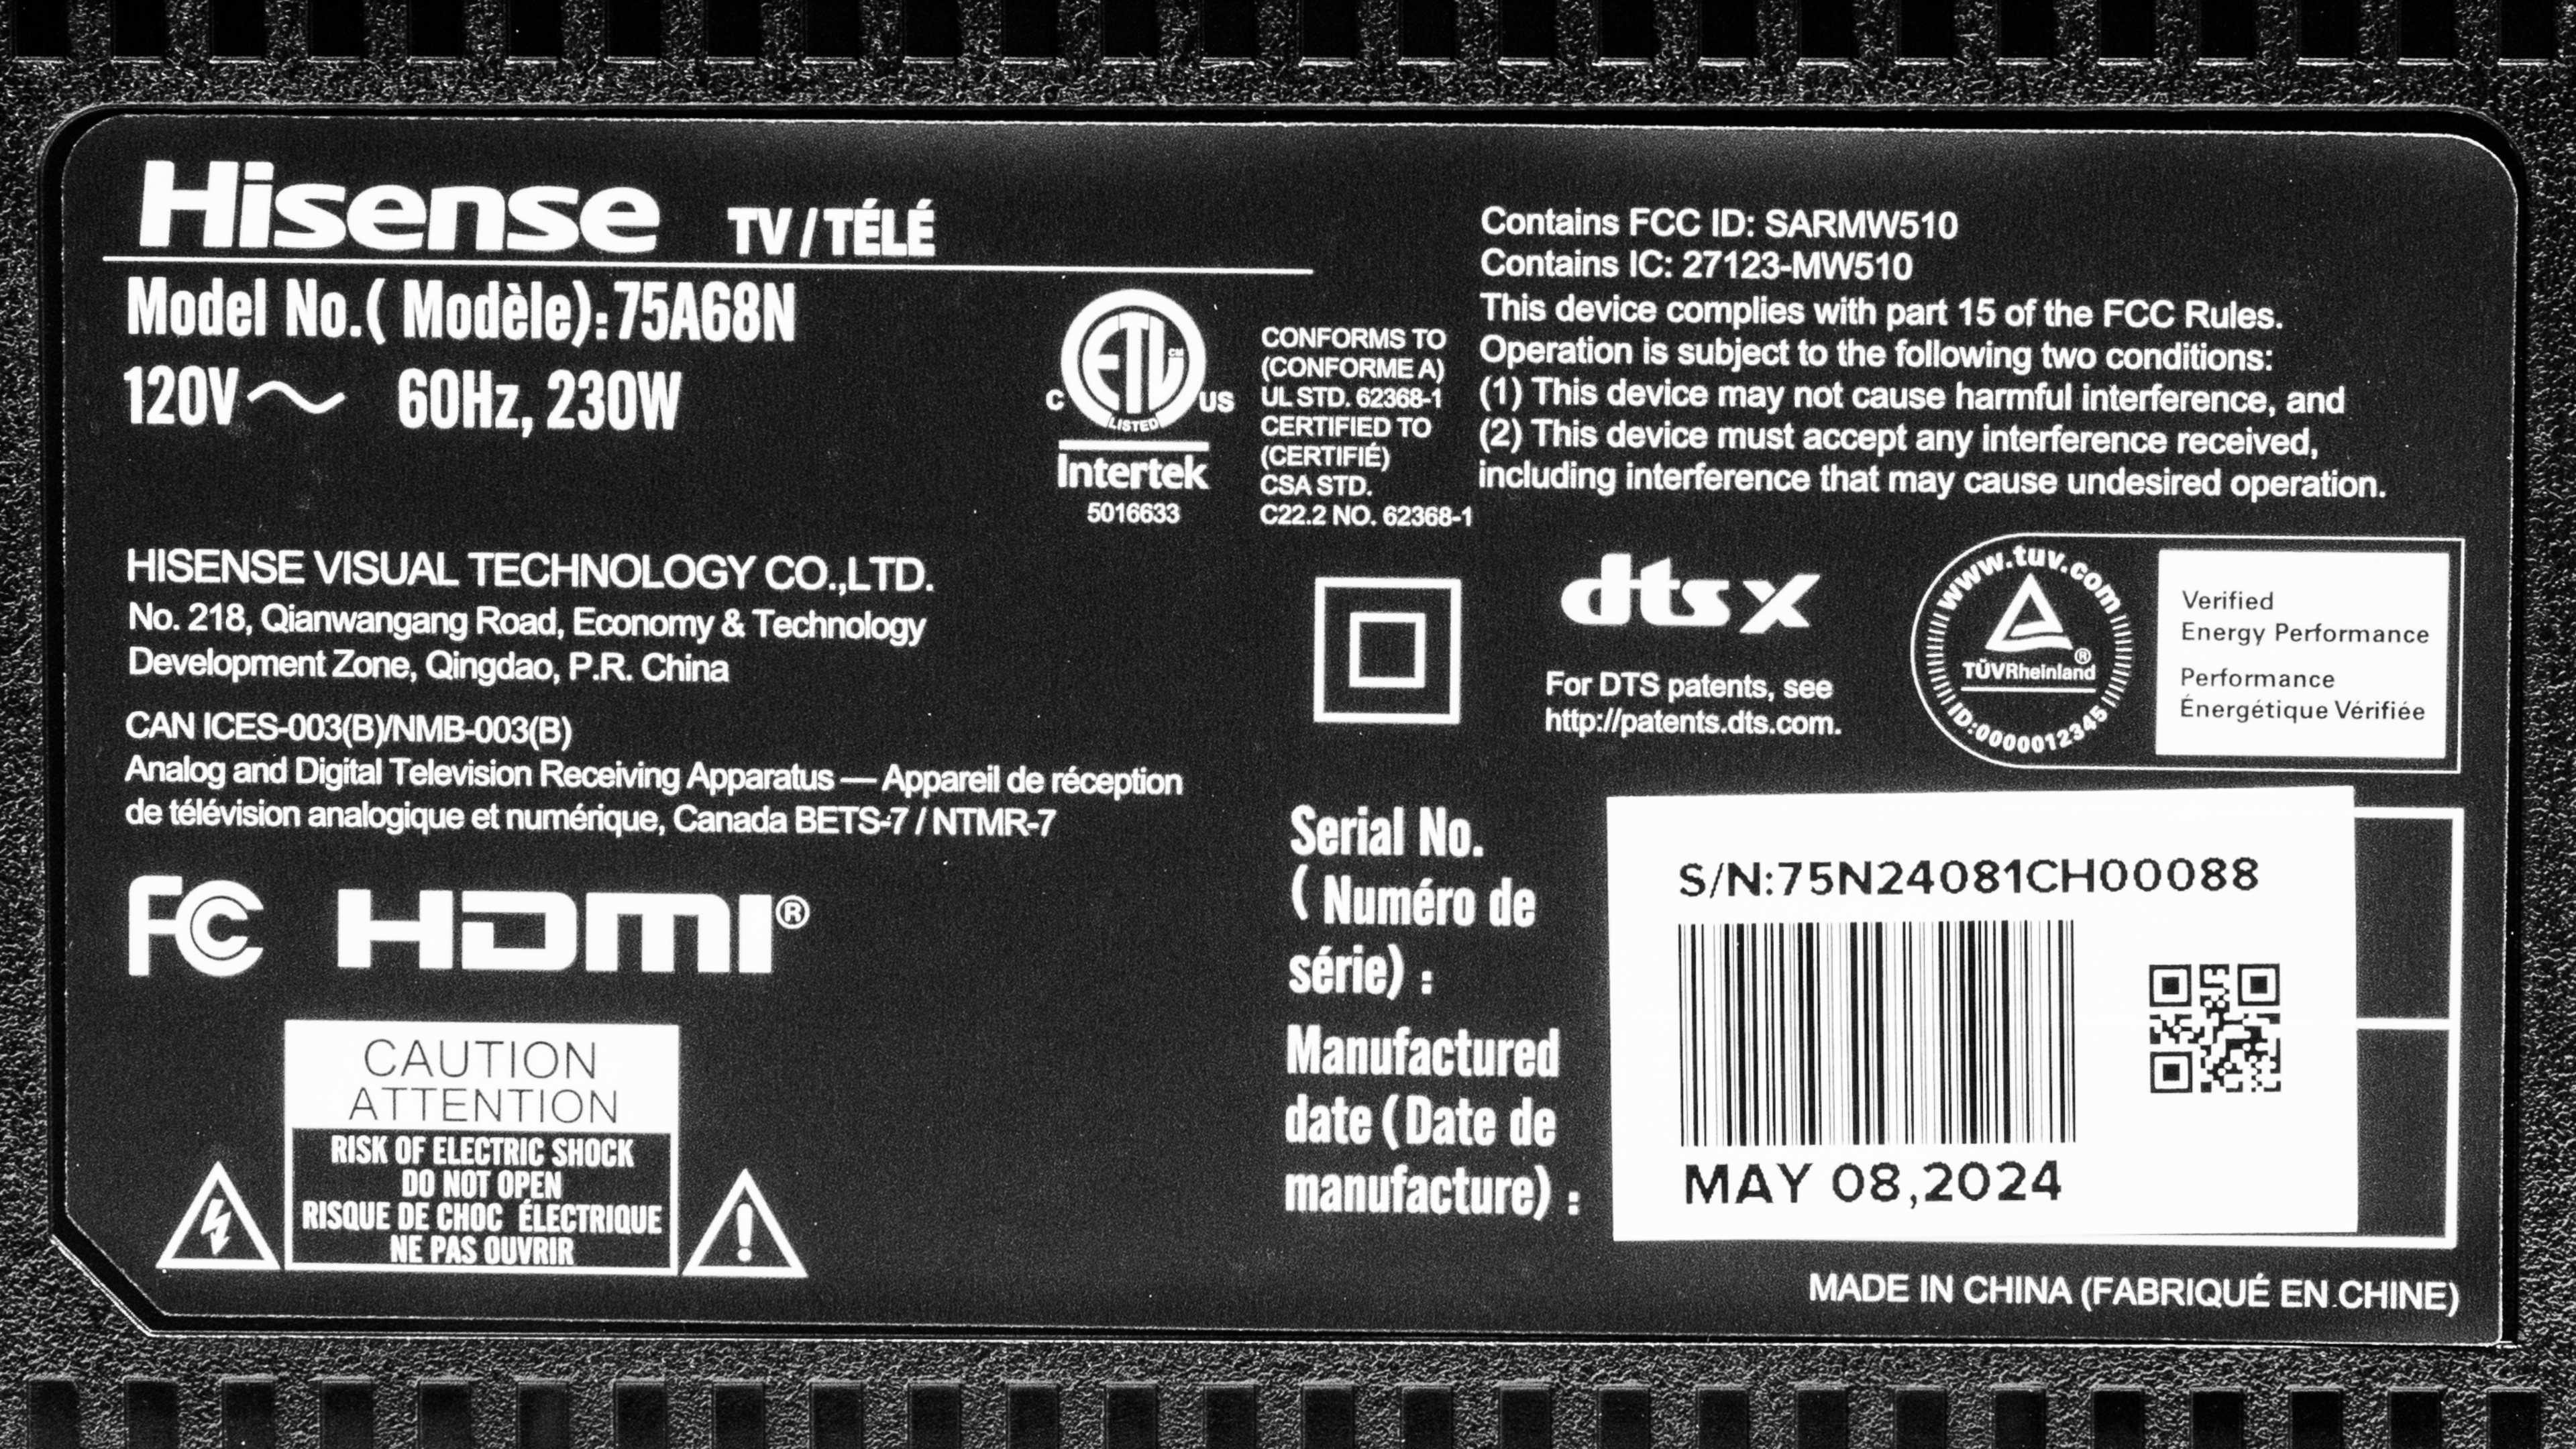 Hisense TV/TÉLÉ
Model No.( Modèle):75A68N
120V～ 60Hz, 230W
ETL CM
C US
LISTED
Intertek
5016633
CONFORMS TO
(CONFORME A)
UL STD. 62368-1
CERTIFIED TO
(CERTIFIÉ)
CSA STD.
C22.2 NO. 62368-1
Contains FCC ID: SARMW510
Contains IC: 27123-MW510
This device complies with part 15 of the FCC Rules.
Operation is subject to the following two conditions:
(1) This device may not cause harmful interference, and
(2) This device must accept any interference received,
including interference that may cause undesired operation.
HISENSE VISUAL TECHNOLOGY CO.,LTD.
No. 218, Qianwangang Road, Economy & Technology
Development Zone, Qingdao, P.R. China
CAN ICES-003(B)/NMB-003(B)
Analog and Digital Television Receiving Apparatus — Appareil de réception
de télévision analogique et numérique, Canada BETS-7 / NTMR-7
dts x
For DTS patents, see
http://patents.dts.com.
www.tuv.com
TÜVRheinland®
ID:0000012345
Verified
Energy Performance
Performance
Énergétique Vérifiée
FC HDMI®
CAUTION
ATTENTION
RISK OF ELECTRIC SHOCK
DO NOT OPEN
RISQUE DE CHOC ÉLECTRIQUE
NE PAS OUVRIR
!
Serial No.
( Numéro de
série) :
Manufactured
date (Date de
manufacture) :
S/N:75N24081CH00088
MAY 08,2024
MADE IN CHINA (FABRIQUÉ EN CHINE)